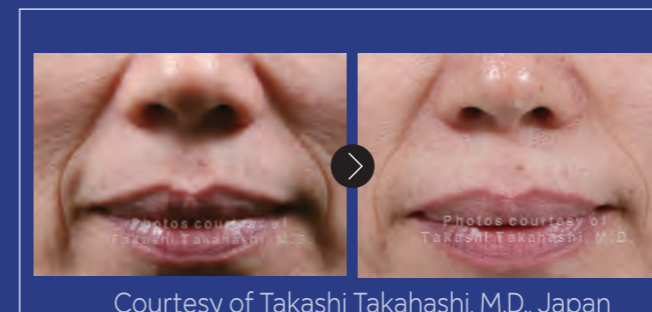 Photos courtesy of
Takashi Takahashi, M.D.
Photos courtesy of
Takashi Takahashi, M.D.
Courtesy of Takashi Takahashi, M.D., Japan